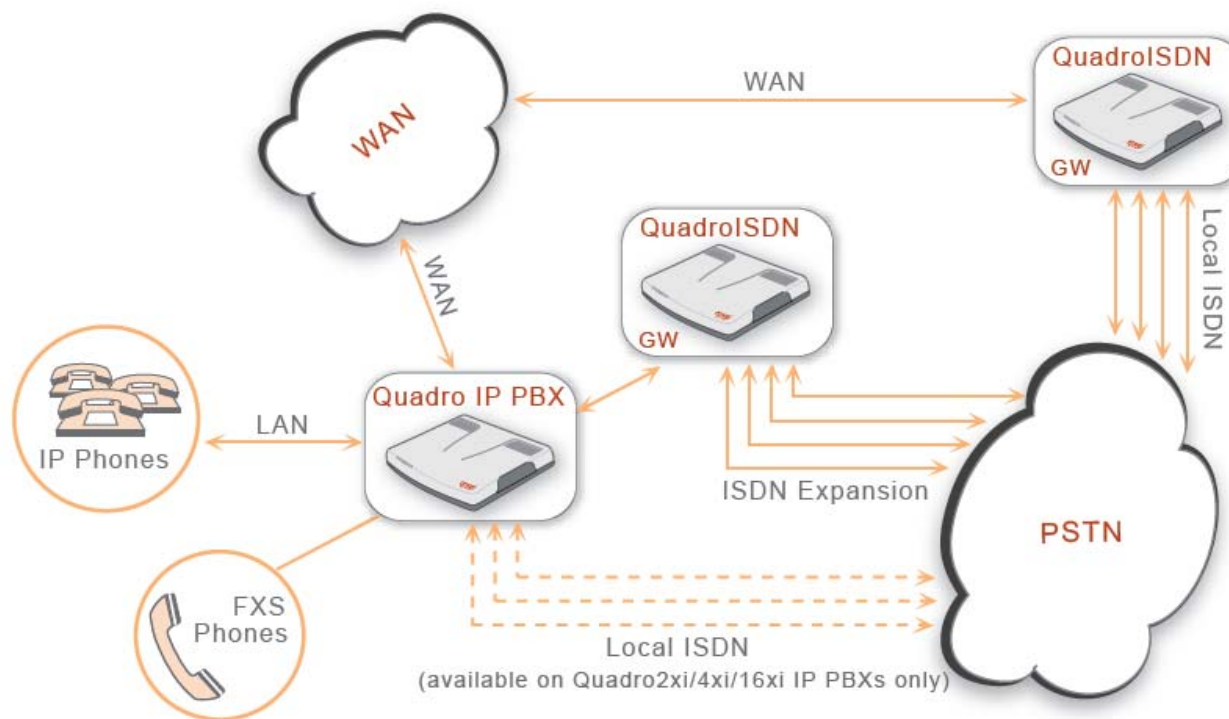 QuadroISDN
WAN
WAN
GW
QuadroISDN
Local ISDN
WAN
GW
Quadro IP PBX
LAN
IP Phones
ISDN Expansion
PSTN
FXS
Phones
Local ISDN
(available on Quadro2xi/4xi/16xi IP PBXs only)